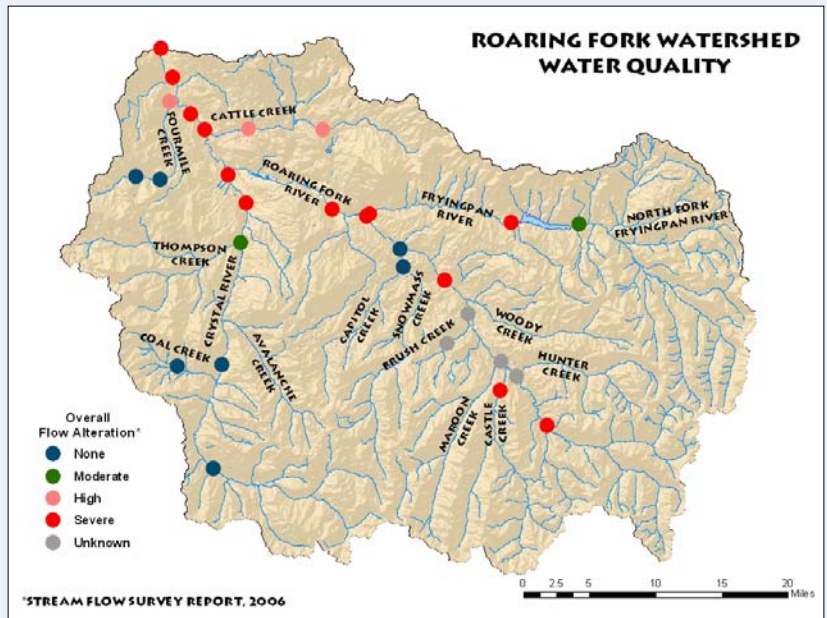 ROARING FORK WATERSHED
WATER QUALITY
CATTLE CREEK
FOURMILE
CREEK
ROARING FORK
RIVER
FRYINGPAN
RIVER
NORTH FORK
FRYINGPAN RIVER
THOMPSON
CREEK
CRYSTAL RIVER
CAPITOL
CREEK
SNOWMASS
CREEK
WOODY
CREEK
BRUSH CREEK
HUNTER
CREEK
COAL CREEK
AVALANCHE
CREEK
MAROON
CREEK
CASTLE
CREEK
Overall
Flow Alteration*
None
Moderate
High
Severe
Unknown
0 2.5 5 10 15 20
Miles
*STREAM FLOW SURVEY REPORT, 2006